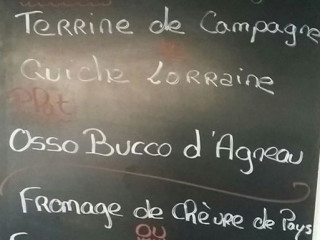 Terrine de Campagne
Quiche Lorraine
Plat
Osso Bucco d'Agneau
Fromage de Chèvre de Pays
ou